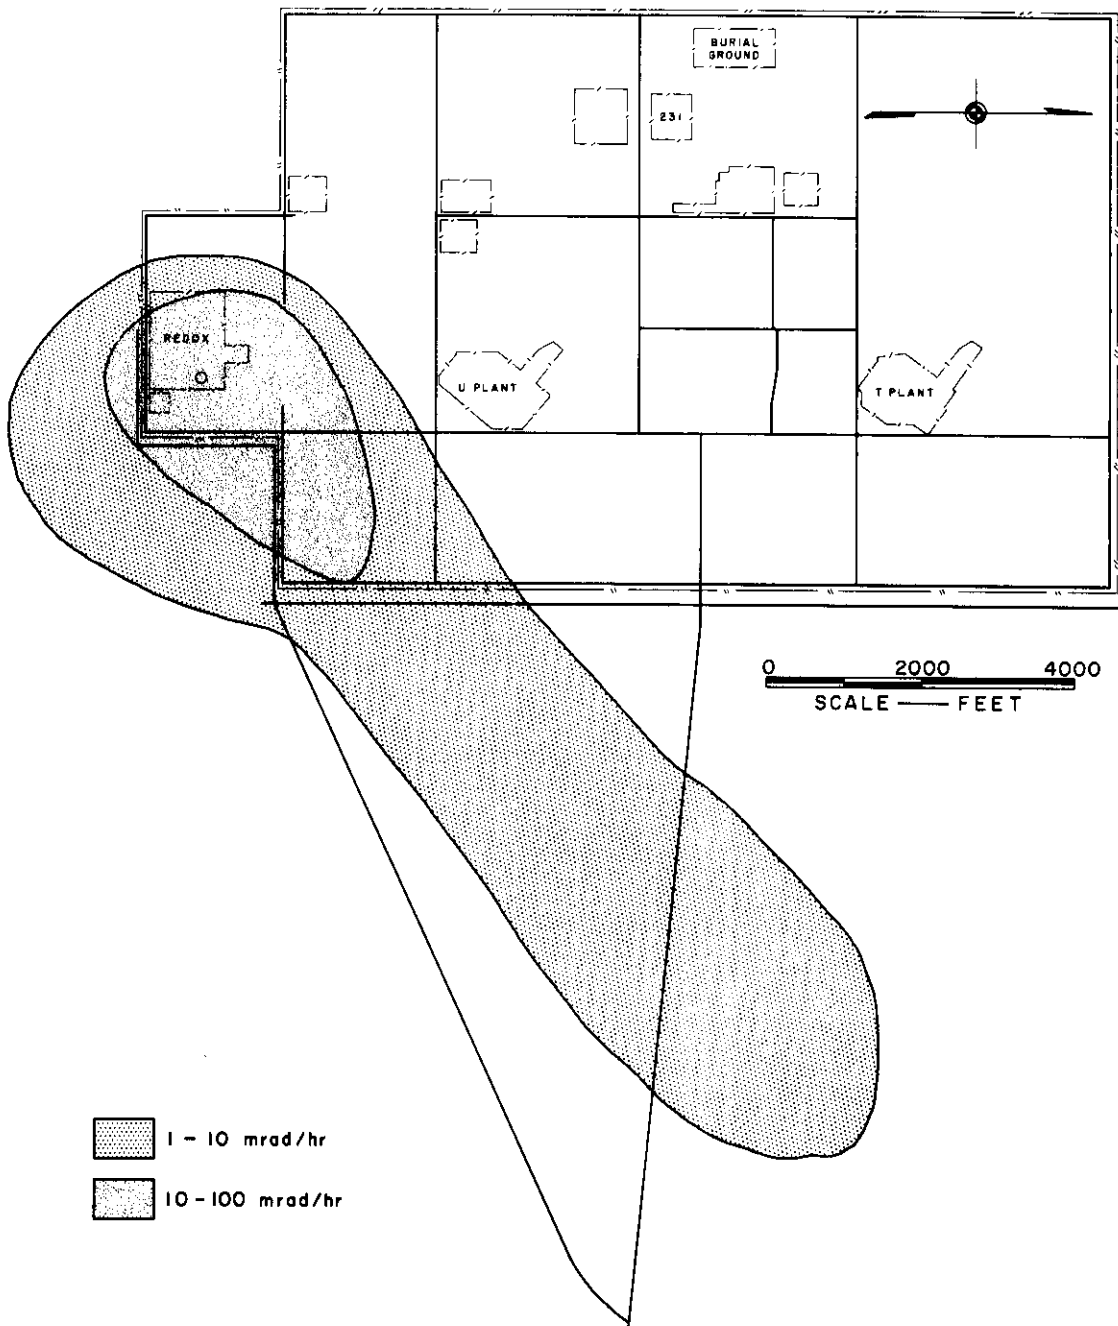 BURIAL
GROUND
231
REDOX
U PLANT
T PLANT
0 2000 4000
SCALE — FEET
1 - 10 mrad/hr
10 - 100 mrad/hr